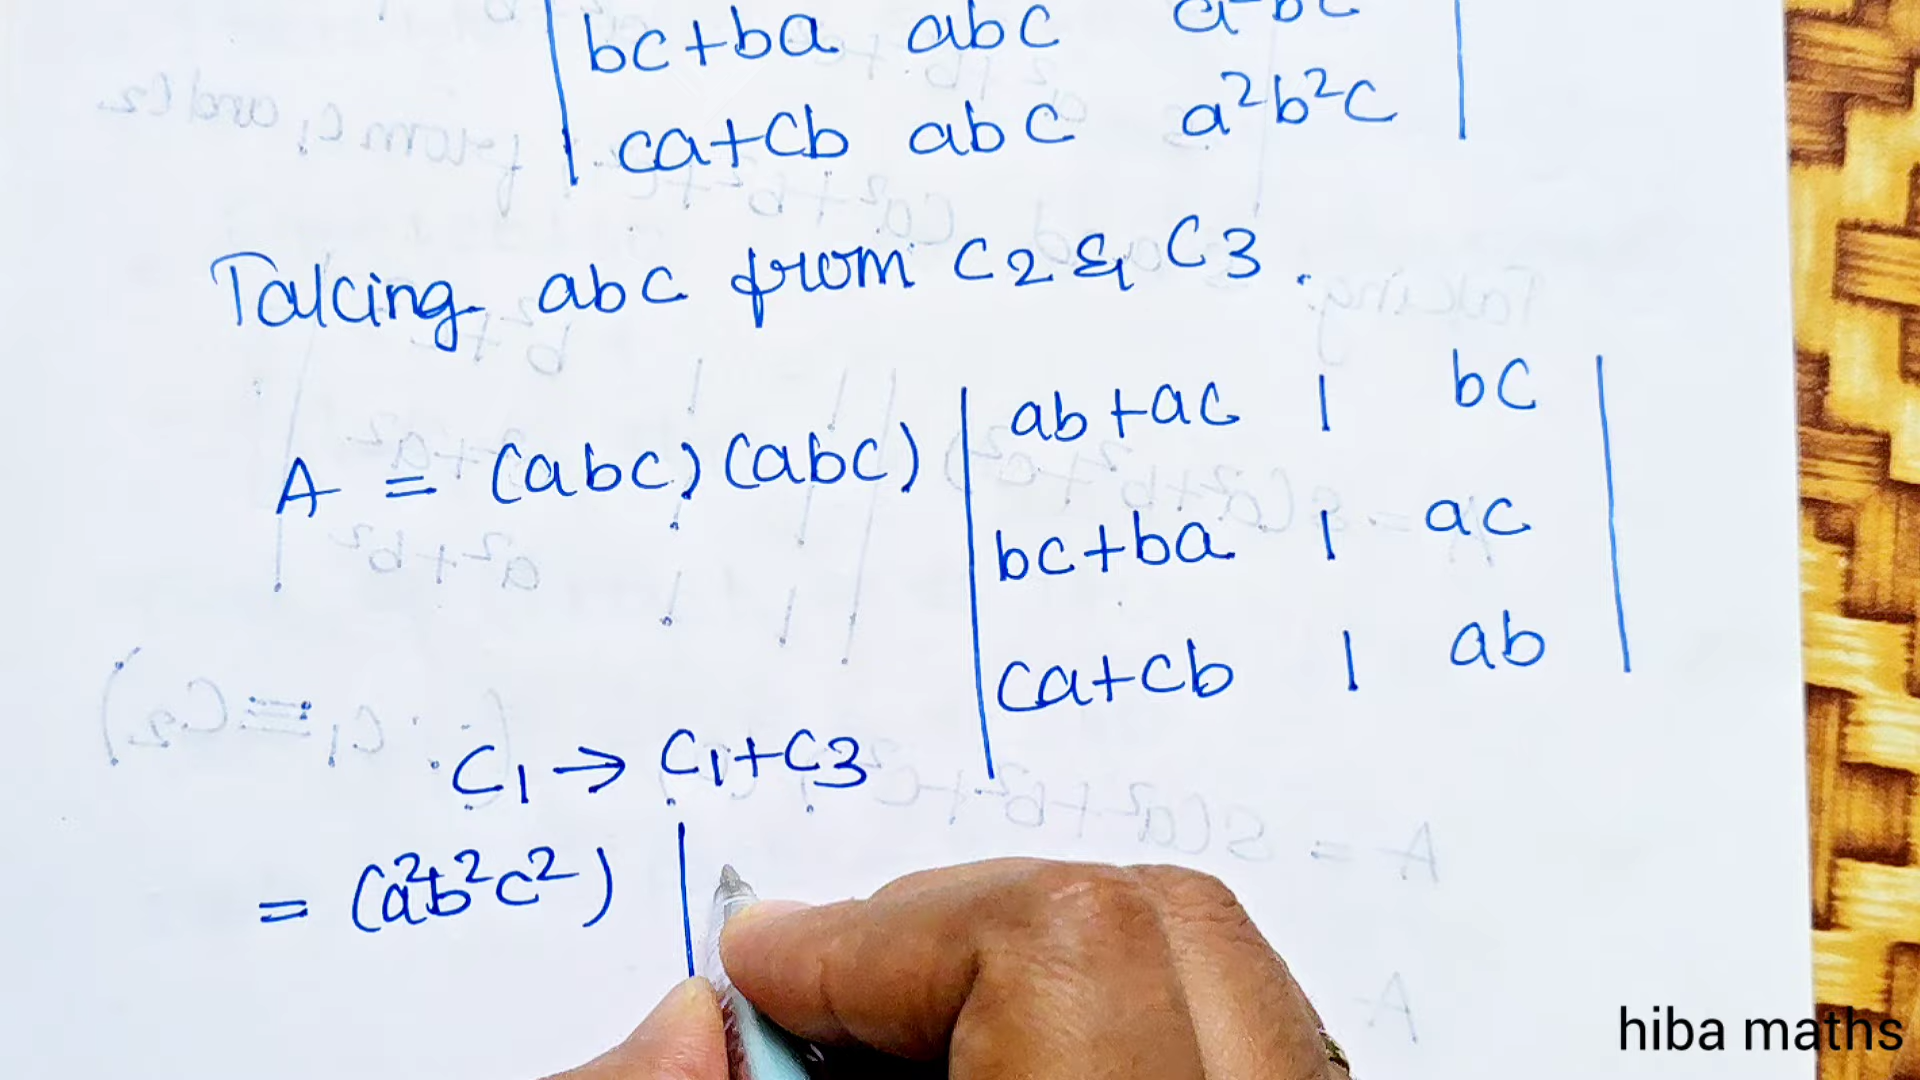 bc+ba abc a²bc²
ca+cb abc a²b²c
Taking abc from C2 & C3.
A = (abc) (abc) | ab+ac 1 bc |
| bc+ba 1 ac |
| ca+cb 1 ab |
C1 → C1+C3
= (a²b²c²) |
hiba maths